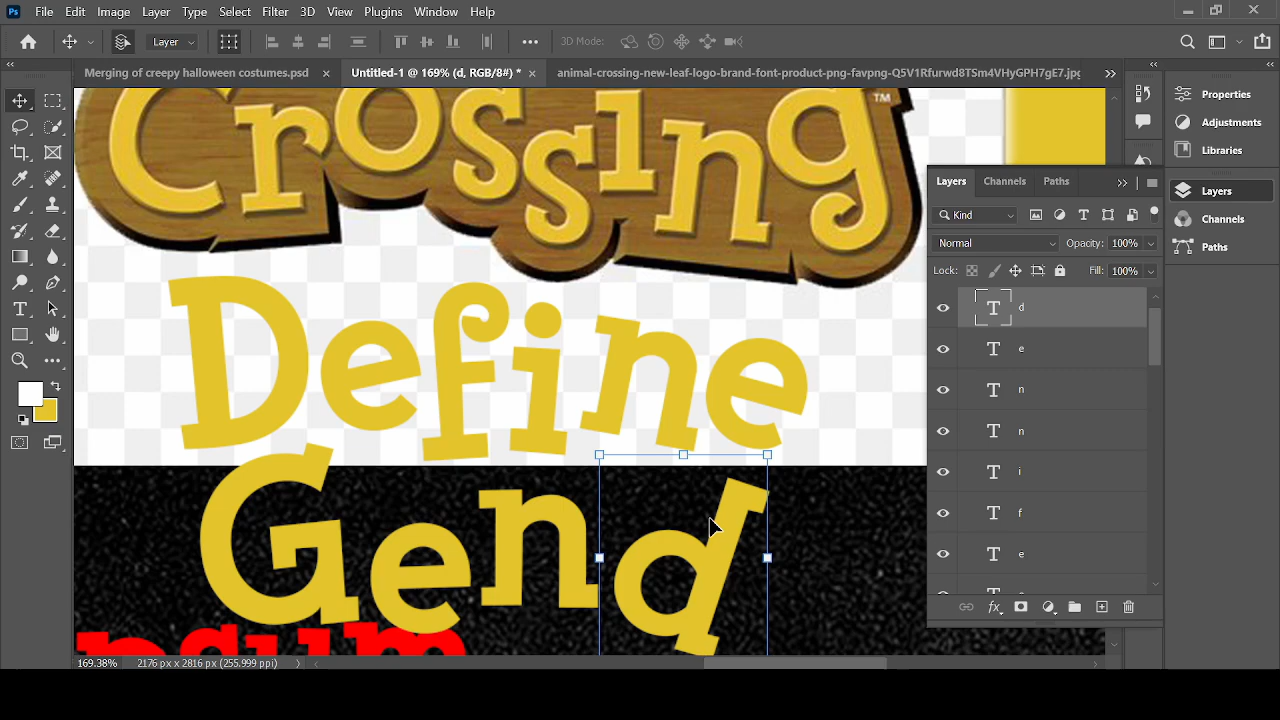 Ps File Edit Image Layer Type Select Filter 3D View Plugins Window Help
Layer 3D Mode:
Merging of creepy halloween costumes.psd × Untitled-1 @ 169% (d, RGB/8#) * × animal-crossing-new-leaf-logo-brand-font-product-png-favpng-Q5V1Rfurwd8TSm4VHyGPH7gE7.jpg
Crossing TM
Define
Gend
Properties
Adjustments
Libraries
Layers
Channels
Paths
Layers Channels Paths
Kind
Normal Opacity: 100%
Lock: Fill: 100%
T d
T e
T n
T n
T i
T f
T e
fx
169.38% 2176 px x 2816 px (255.999 ppi)